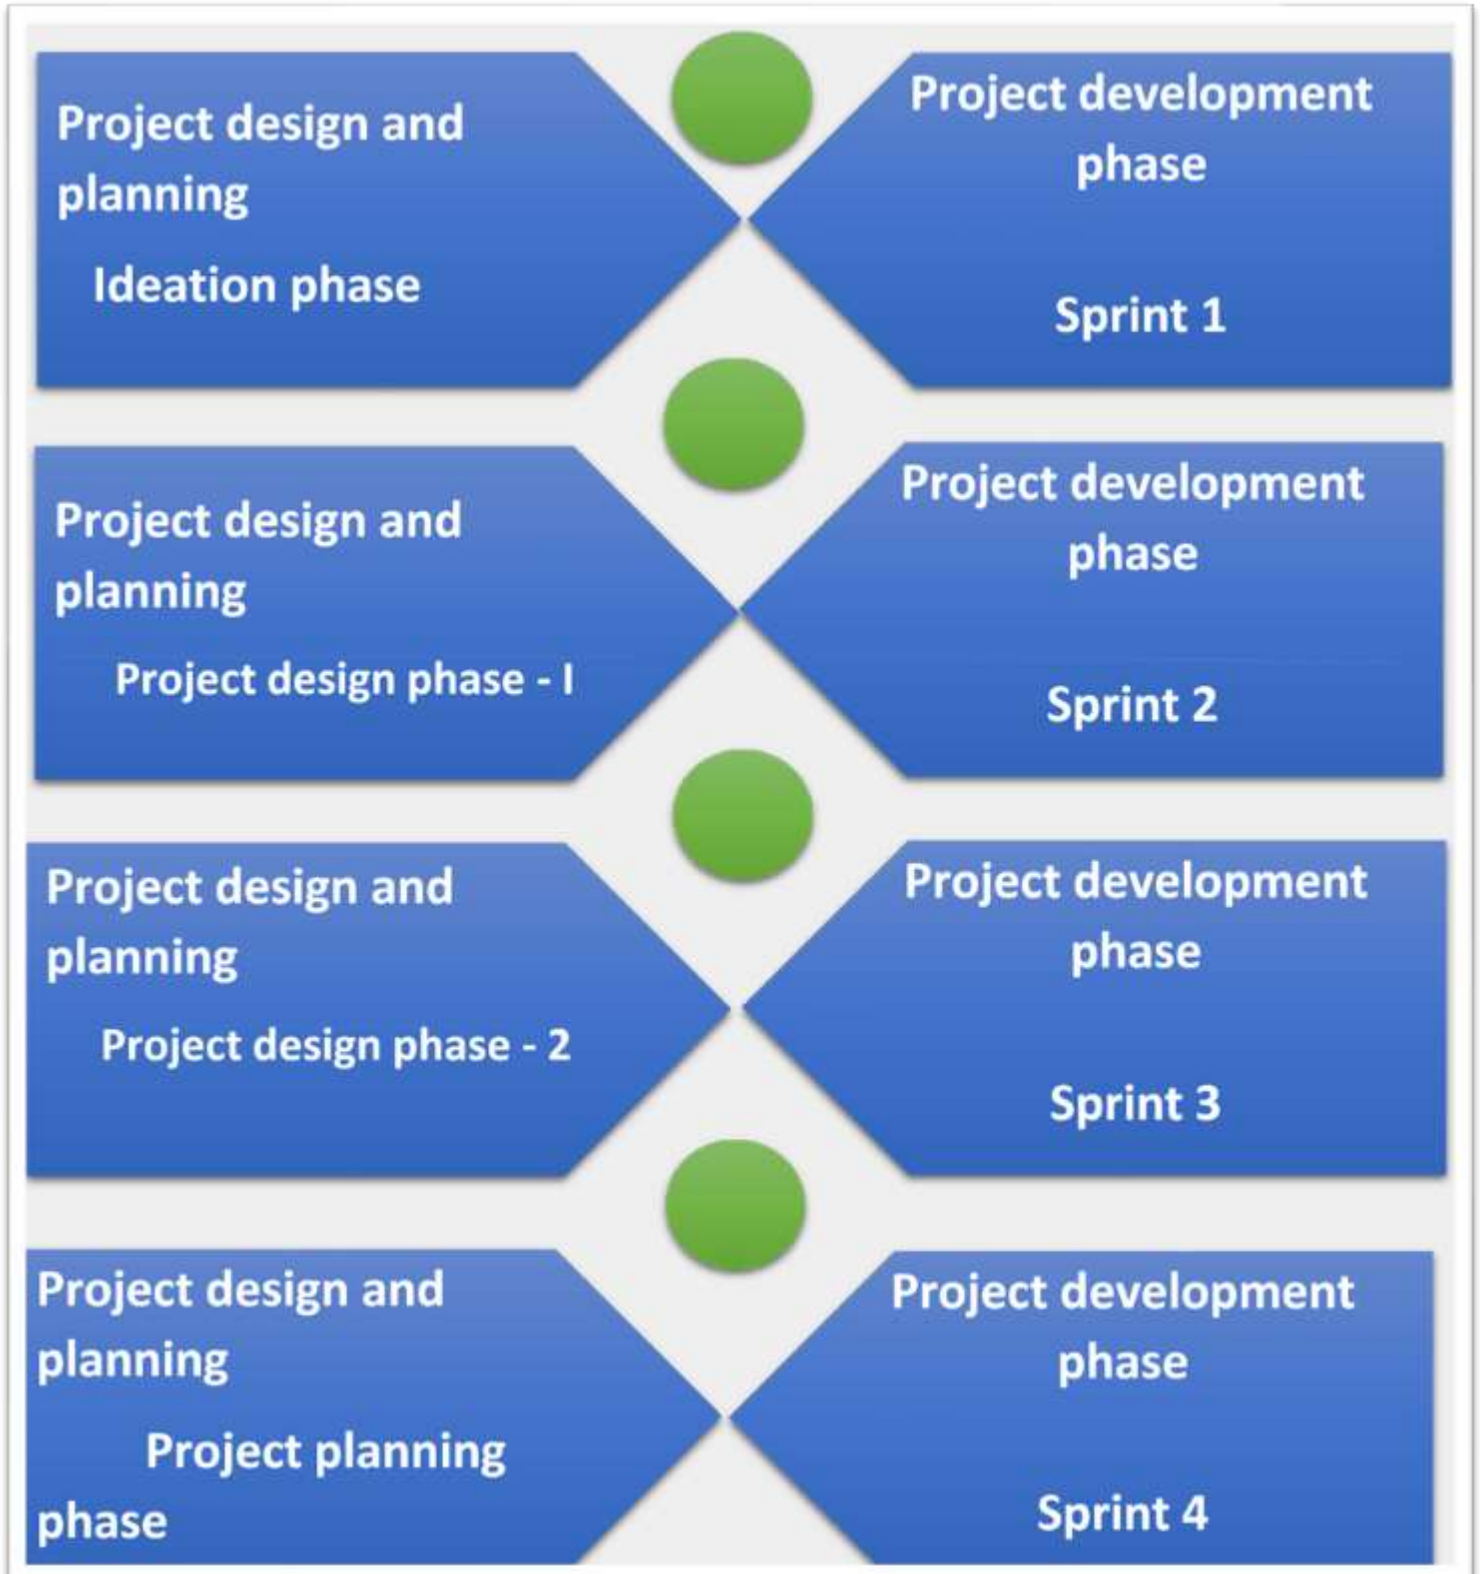 Project design and
planning
Ideation phase
Project development
phase
Sprint 1
Project design and
planning
Project design phase - I
Project development
phase
Sprint 2
Project design and
planning
Project design phase - 2
Project development
phase
Sprint 3
Project design and
planning
Project planning
phase
Project development
phase
Sprint 4